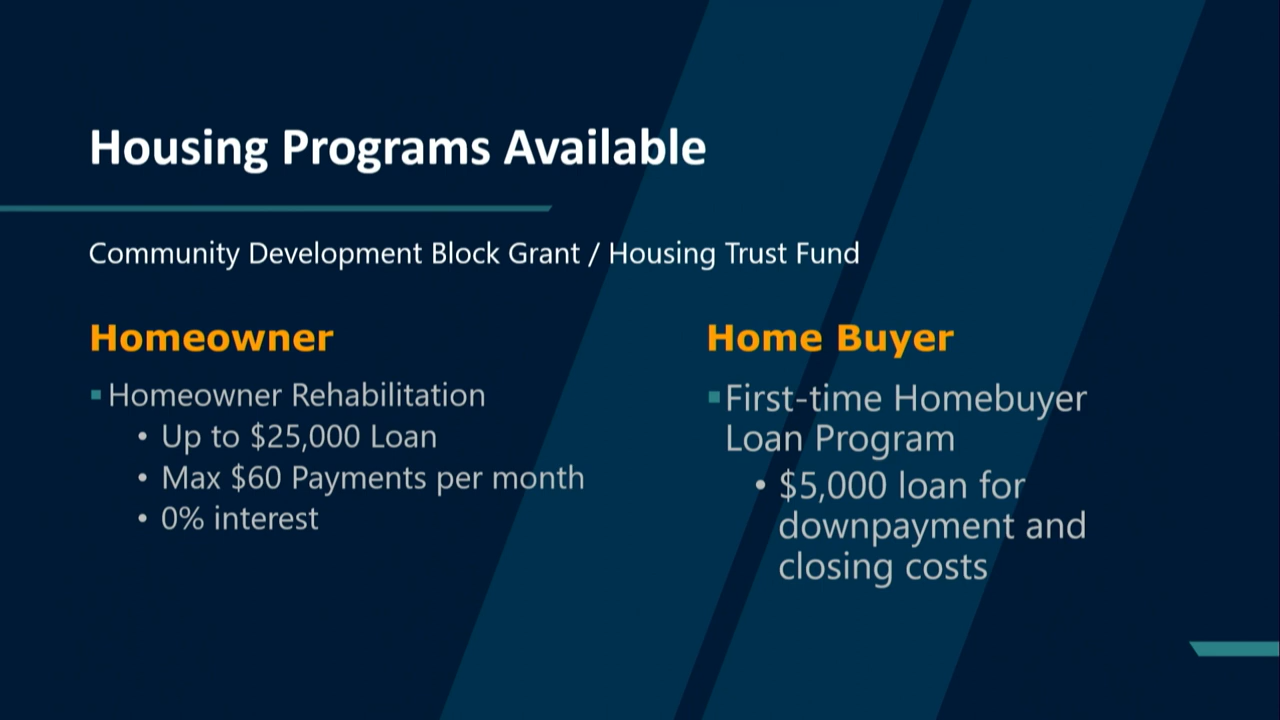 Housing Programs Available
Community Development Block Grant / Housing Trust Fund
Homeowner
▪Homeowner Rehabilitation
• Up to $25,000 Loan
• Max $60 Payments per month
• 0% interest
Home Buyer
▪First-time Homebuyer
Loan Program
• $5,000 loan for
downpayment and
closing costs